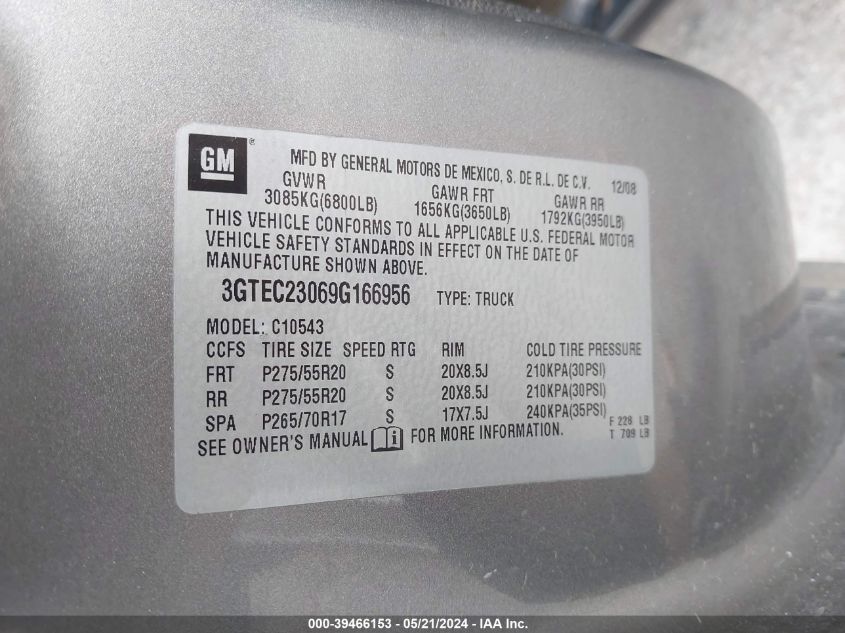 GM®
MFD BY GENERAL MOTORS DE MEXICO, S. DE R.L. DE C.V. 12/08
GVWR GAWR FRT GAWR RR
3085KG(6800LB) 1656KG(3650LB) 1792KG(3950LB)
THIS VEHICLE CONFORMS TO ALL APPLICABLE U.S. FEDERAL MOTOR
VEHICLE SAFETY STANDARDS IN EFFECT ON THE DATE OF
MANUFACTURE SHOWN ABOVE.
3GTEC23069G166956 TYPE: TRUCK
MODEL: C10543
CCFS TIRE SIZE SPEED RTG RIM COLD TIRE PRESSURE
FRT P275/55R20 S 20X8.5J 210KPA(30PSI)
RR P275/55R20 S 20X8.5J 210KPA(30PSI)
SPA P265/70R17 S 17X7.5J 240KPA(35PSI)
F 228 LB
T 709 LB
SEE OWNER'S MANUAL i FOR MORE INFORMATION.
000-39466153 / 05/21/2024 - IAA Inc.